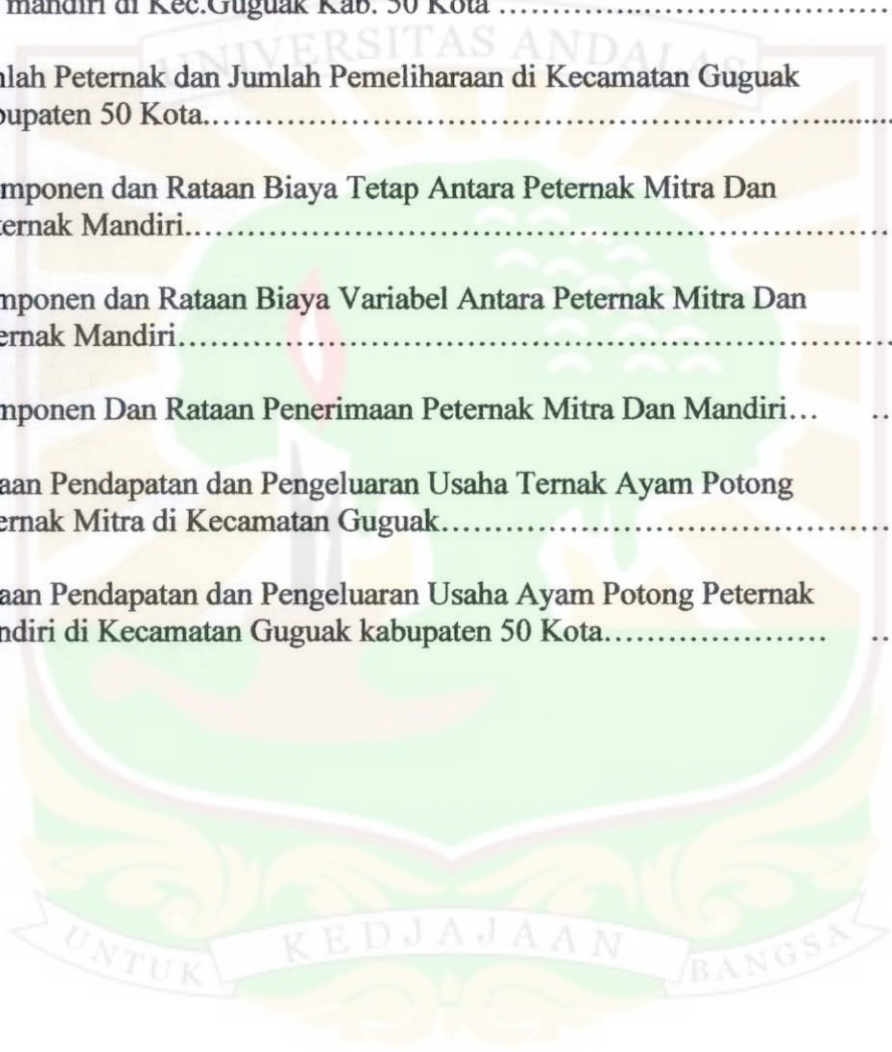 mandiri di Kec.Guguak Kab. 50 Kota ........................................
UNIVERSITAS ANDALAS
nlah Peternak dan Jumlah Pemeliharaan di Kecamatan Guguak
bupaten 50 Kota................................................................
mponen dan Rataan Biaya Tetap Antara Peternak Mitra Dan
ternak Mandiri................................................................
mponen dan Rataan Biaya Variabel Antara Peternak Mitra Dan
ernak Mandiri................................................................
mponen Dan Rataan Penerimaan Peternak Mitra Dan Mandiri... ..
aan Pendapatan dan Pengeluaran Usaha Ternak Ayam Potong
ernak Mitra di Kecamatan Guguak........................................
aan Pendapatan dan Pengeluaran Usaha Ayam Potong Peternak
ndiri di Kecamatan Guguak kabupaten 50 Kota.................... ..
UNTUK KEDJAJAAN BANGSA